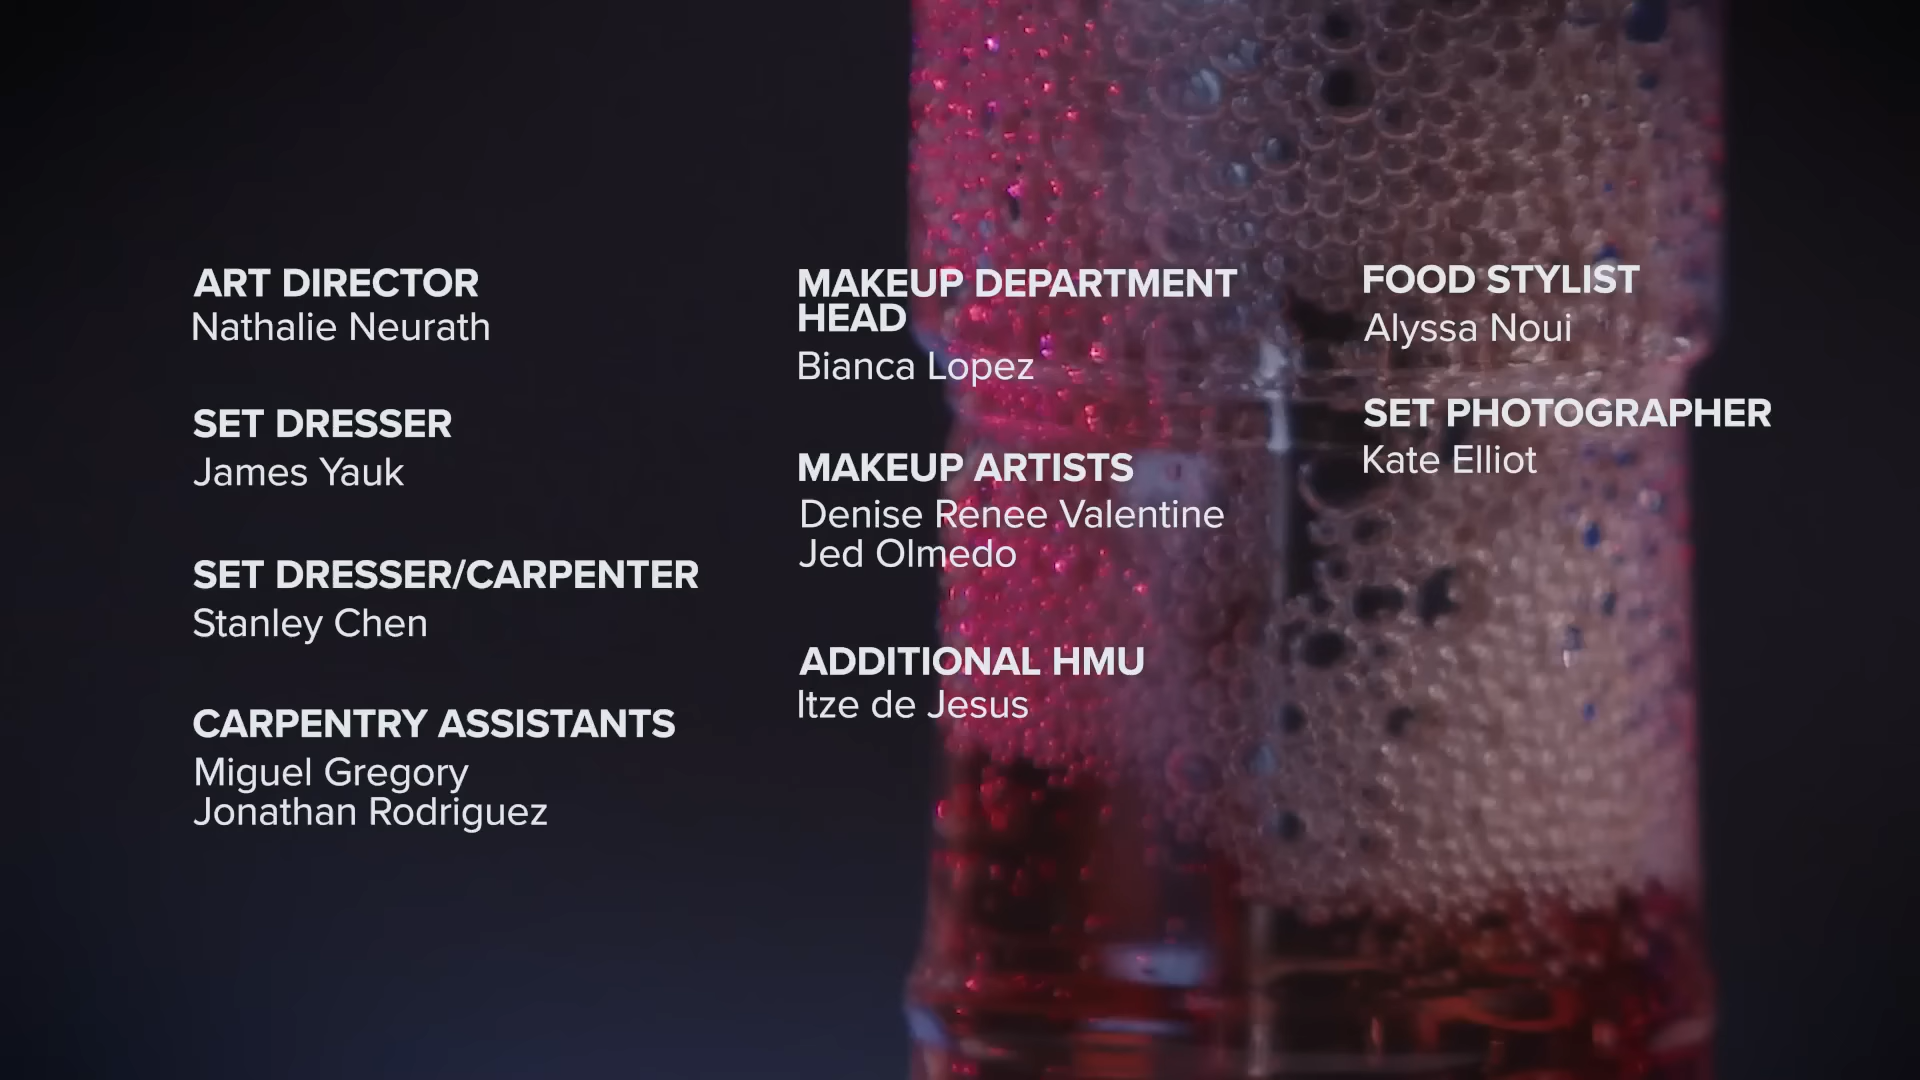 ART DIRECTOR
Nathalie Neurath
SET DRESSER
James Yauk
SET DRESSER/CARPENTER
Stanley Chen
CARPENTRY ASSISTANTS
Miguel Gregory
Jonathan Rodriguez
MAKEUP DEPARTMENT
HEAD
Bianca Lopez
MAKEUP ARTISTS
Denise Renee Valentine
Jed Olmedo
ADDITIONAL HMU
Itze de Jesus
FOOD STYLIST
Alyssa Noui
SET PHOTOGRAPHER
Kate Elliot